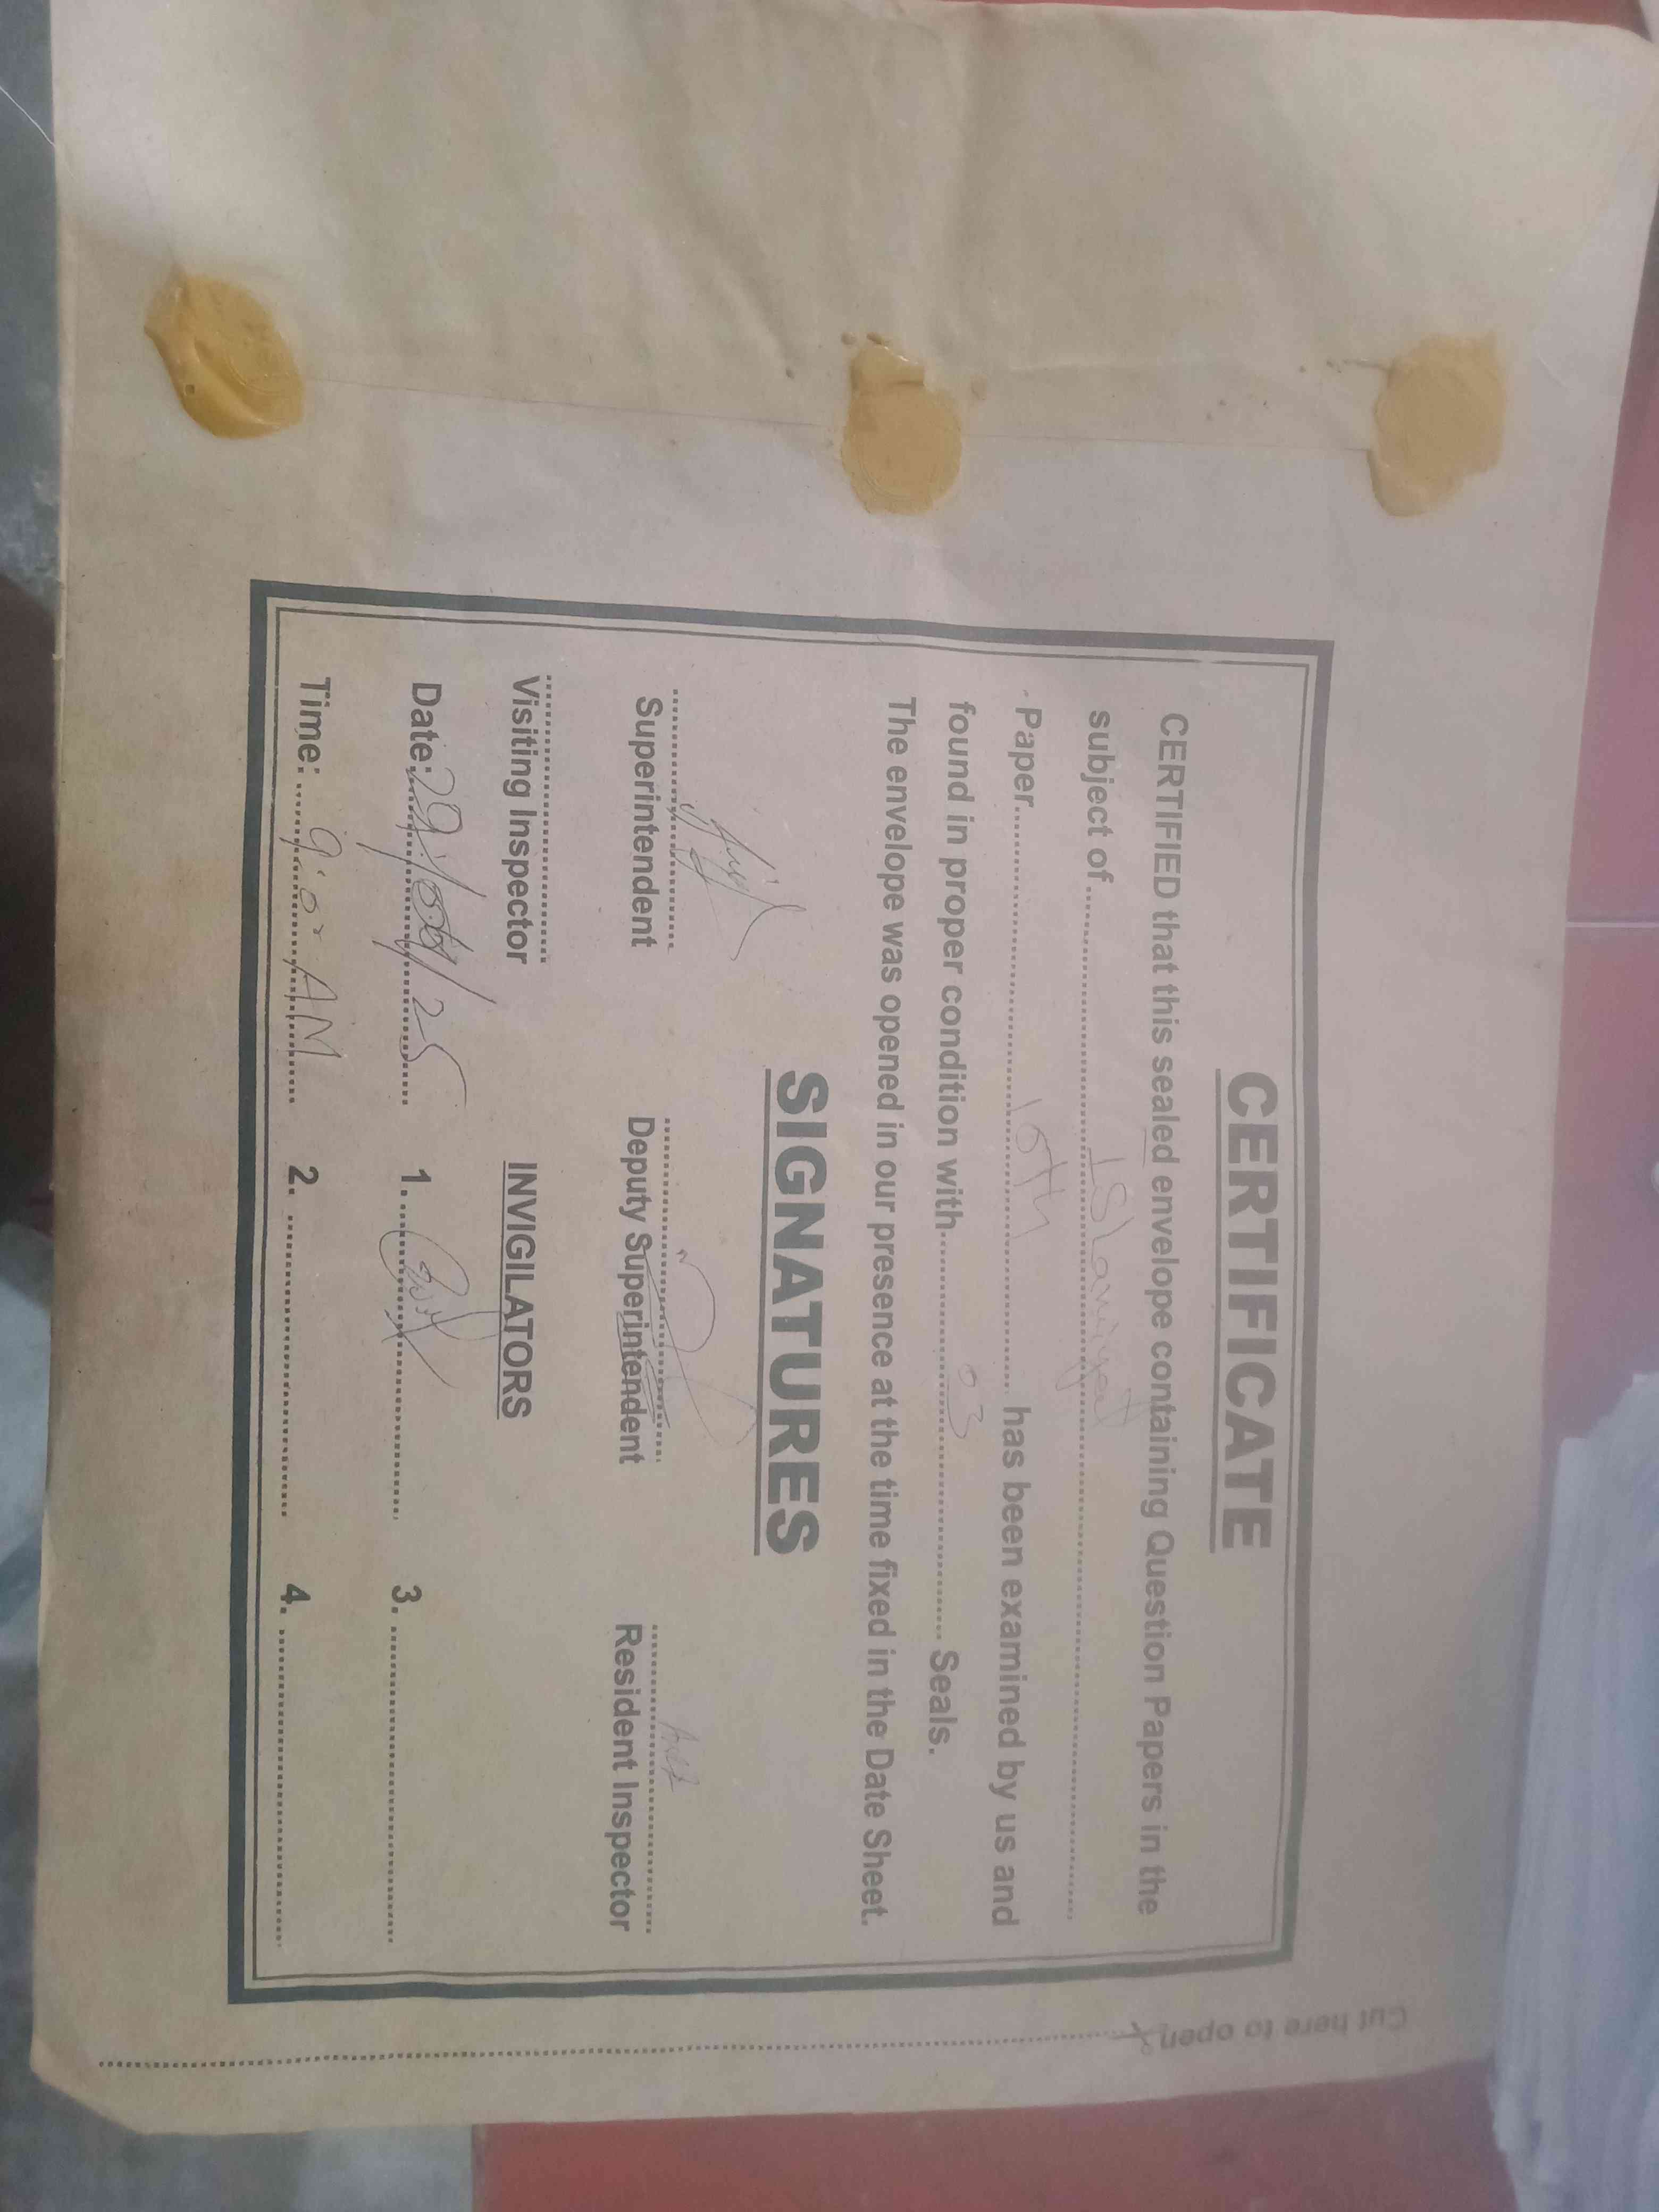 CERTIFICATE
CERTIFIED that this sealed envelope containing Question Papers in the
subject of.......... Islamiyat ..........
Paper.......... 10th .......... has been examined by us and
found in proper condition with.......... 03 .......... Seals.
The envelope was opened in our presence at the time fixed in the Date Sheet.
SIGNATURES
Superintendent Deputy Superintendent Resident Inspector
Visiting Inspector INVIGILATORS
Date: 29/ /25 1. .......... 3. ..........
Time: 9:00 AM 2. .......... 4. ..........
Cut here to open